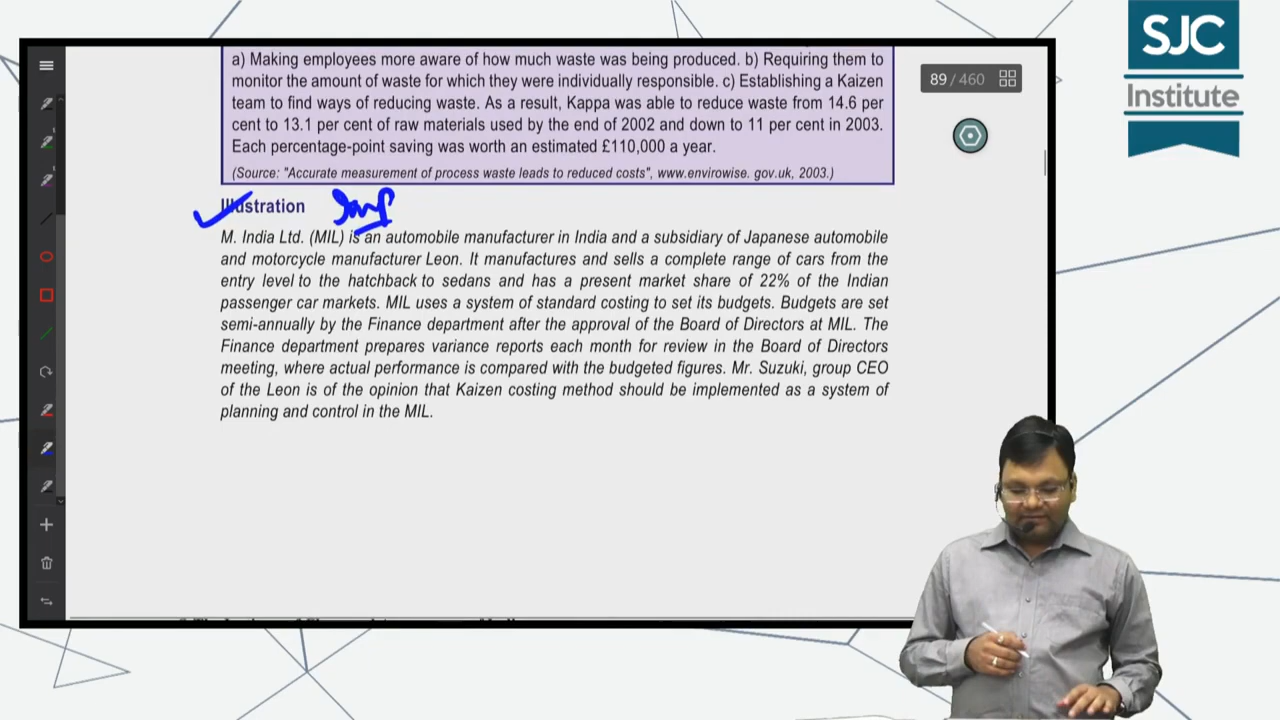 SJC
Institute
89 / 460
a) Making employees more aware of how much waste was being produced. b) Requiring them to
monitor the amount of waste for which they were individually responsible. c) Establishing a Kaizen
team to find ways of reducing waste. As a result, Kappa was able to reduce waste from 14.6 per
cent to 13.1 per cent of raw materials used by the end of 2002 and down to 11 per cent in 2003.
Each percentage-point saving was worth an estimated £110,000 a year.
(Source: "Accurate measurement of process waste leads to reduced costs", www.envirowise. gov.uk, 2003.)
Illustration Imp
M. India Ltd. (MIL) is an automobile manufacturer in India and a subsidiary of Japanese automobile
and motorcycle manufacturer Leon. It manufactures and sells a complete range of cars from the
entry level to the hatchback to sedans and has a present market share of 22% of the Indian
passenger car markets. MIL uses a system of standard costing to set its budgets. Budgets are set
semi-annually by the Finance department after the approval of the Board of Directors at MIL. The
Finance department prepares variance reports each month for review in the Board of Directors
meeting, where actual performance is compared with the budgeted figures. Mr. Suzuki, group CEO
of the Leon is of the opinion that Kaizen costing method should be implemented as a system of
planning and control in the MIL.